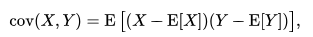 cov(X, Y) = E [(X − E[X])(Y − E[Y])],